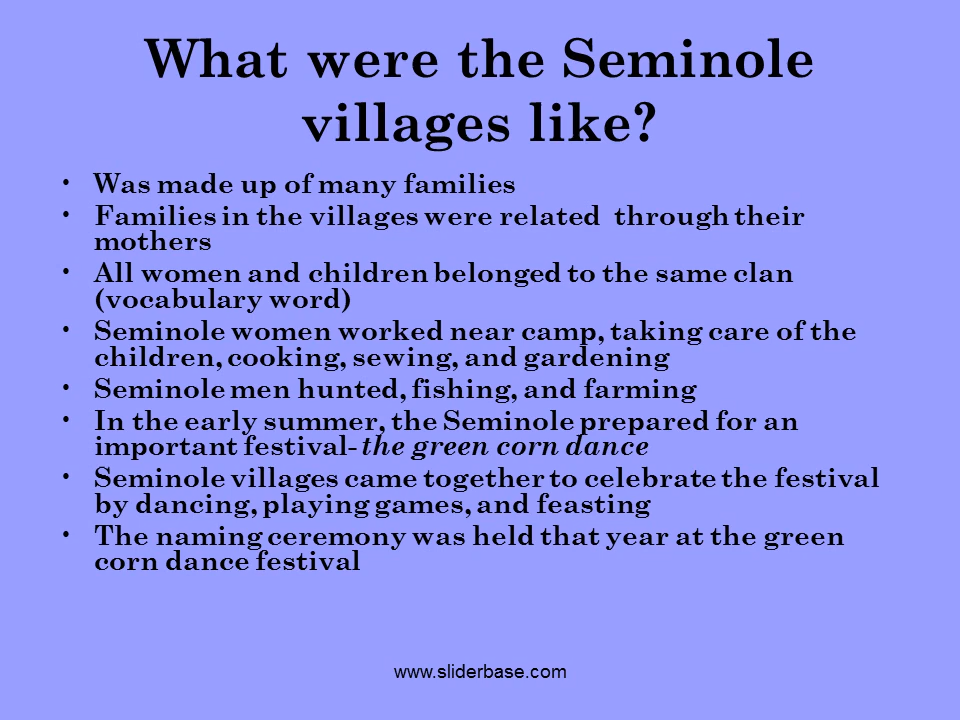 What were the Seminole
villages like?
• Was made up of many families
• Families in the villages were related  through their
mothers
• All women and children belonged to the same clan
(vocabulary word)
• Seminole women worked near camp, taking care of the
children, cooking, sewing, and gardening
• Seminole men hunted, fishing, and farming
• In the early summer, the Seminole prepared for an
important festival- the green corn dance
• Seminole villages came together to celebrate the festival
by dancing, playing games, and feasting
• The naming ceremony was held that year at the green
corn dance festival
www.sliderbase.com